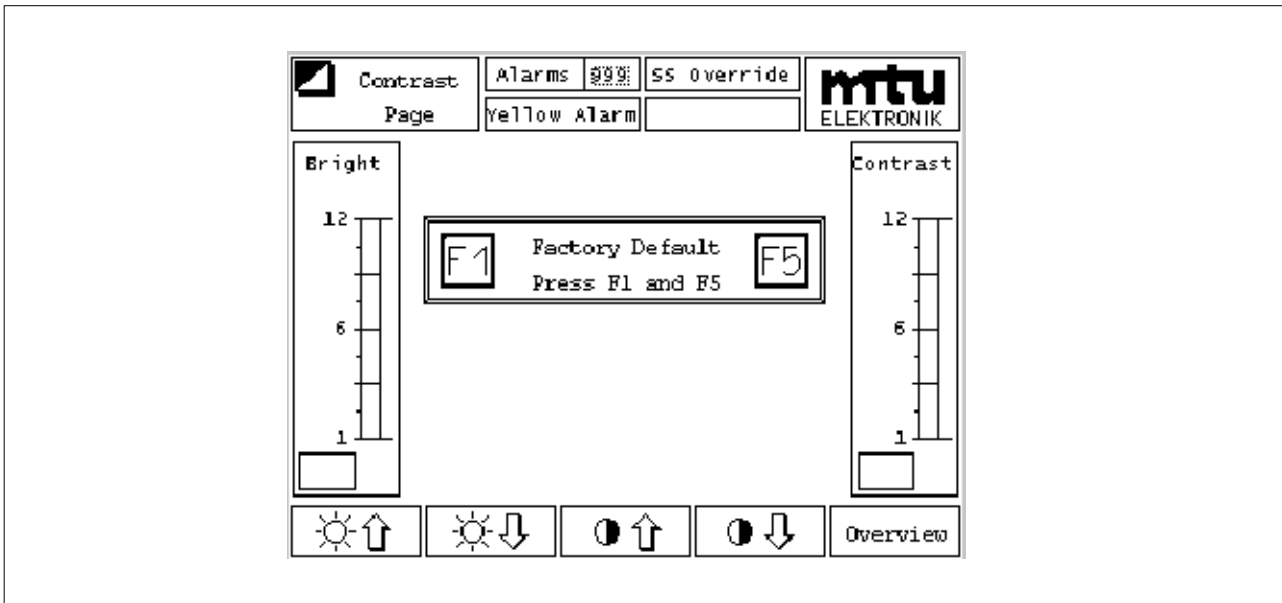 Contrast
Page
Alarms 999
Yellow Alarm
SS Override
mtu
ELEKTRONIK
Bright
12
6
1
F1
Factory Default
Press F1 and F5
F5
Contrast
12
6
1
Overview